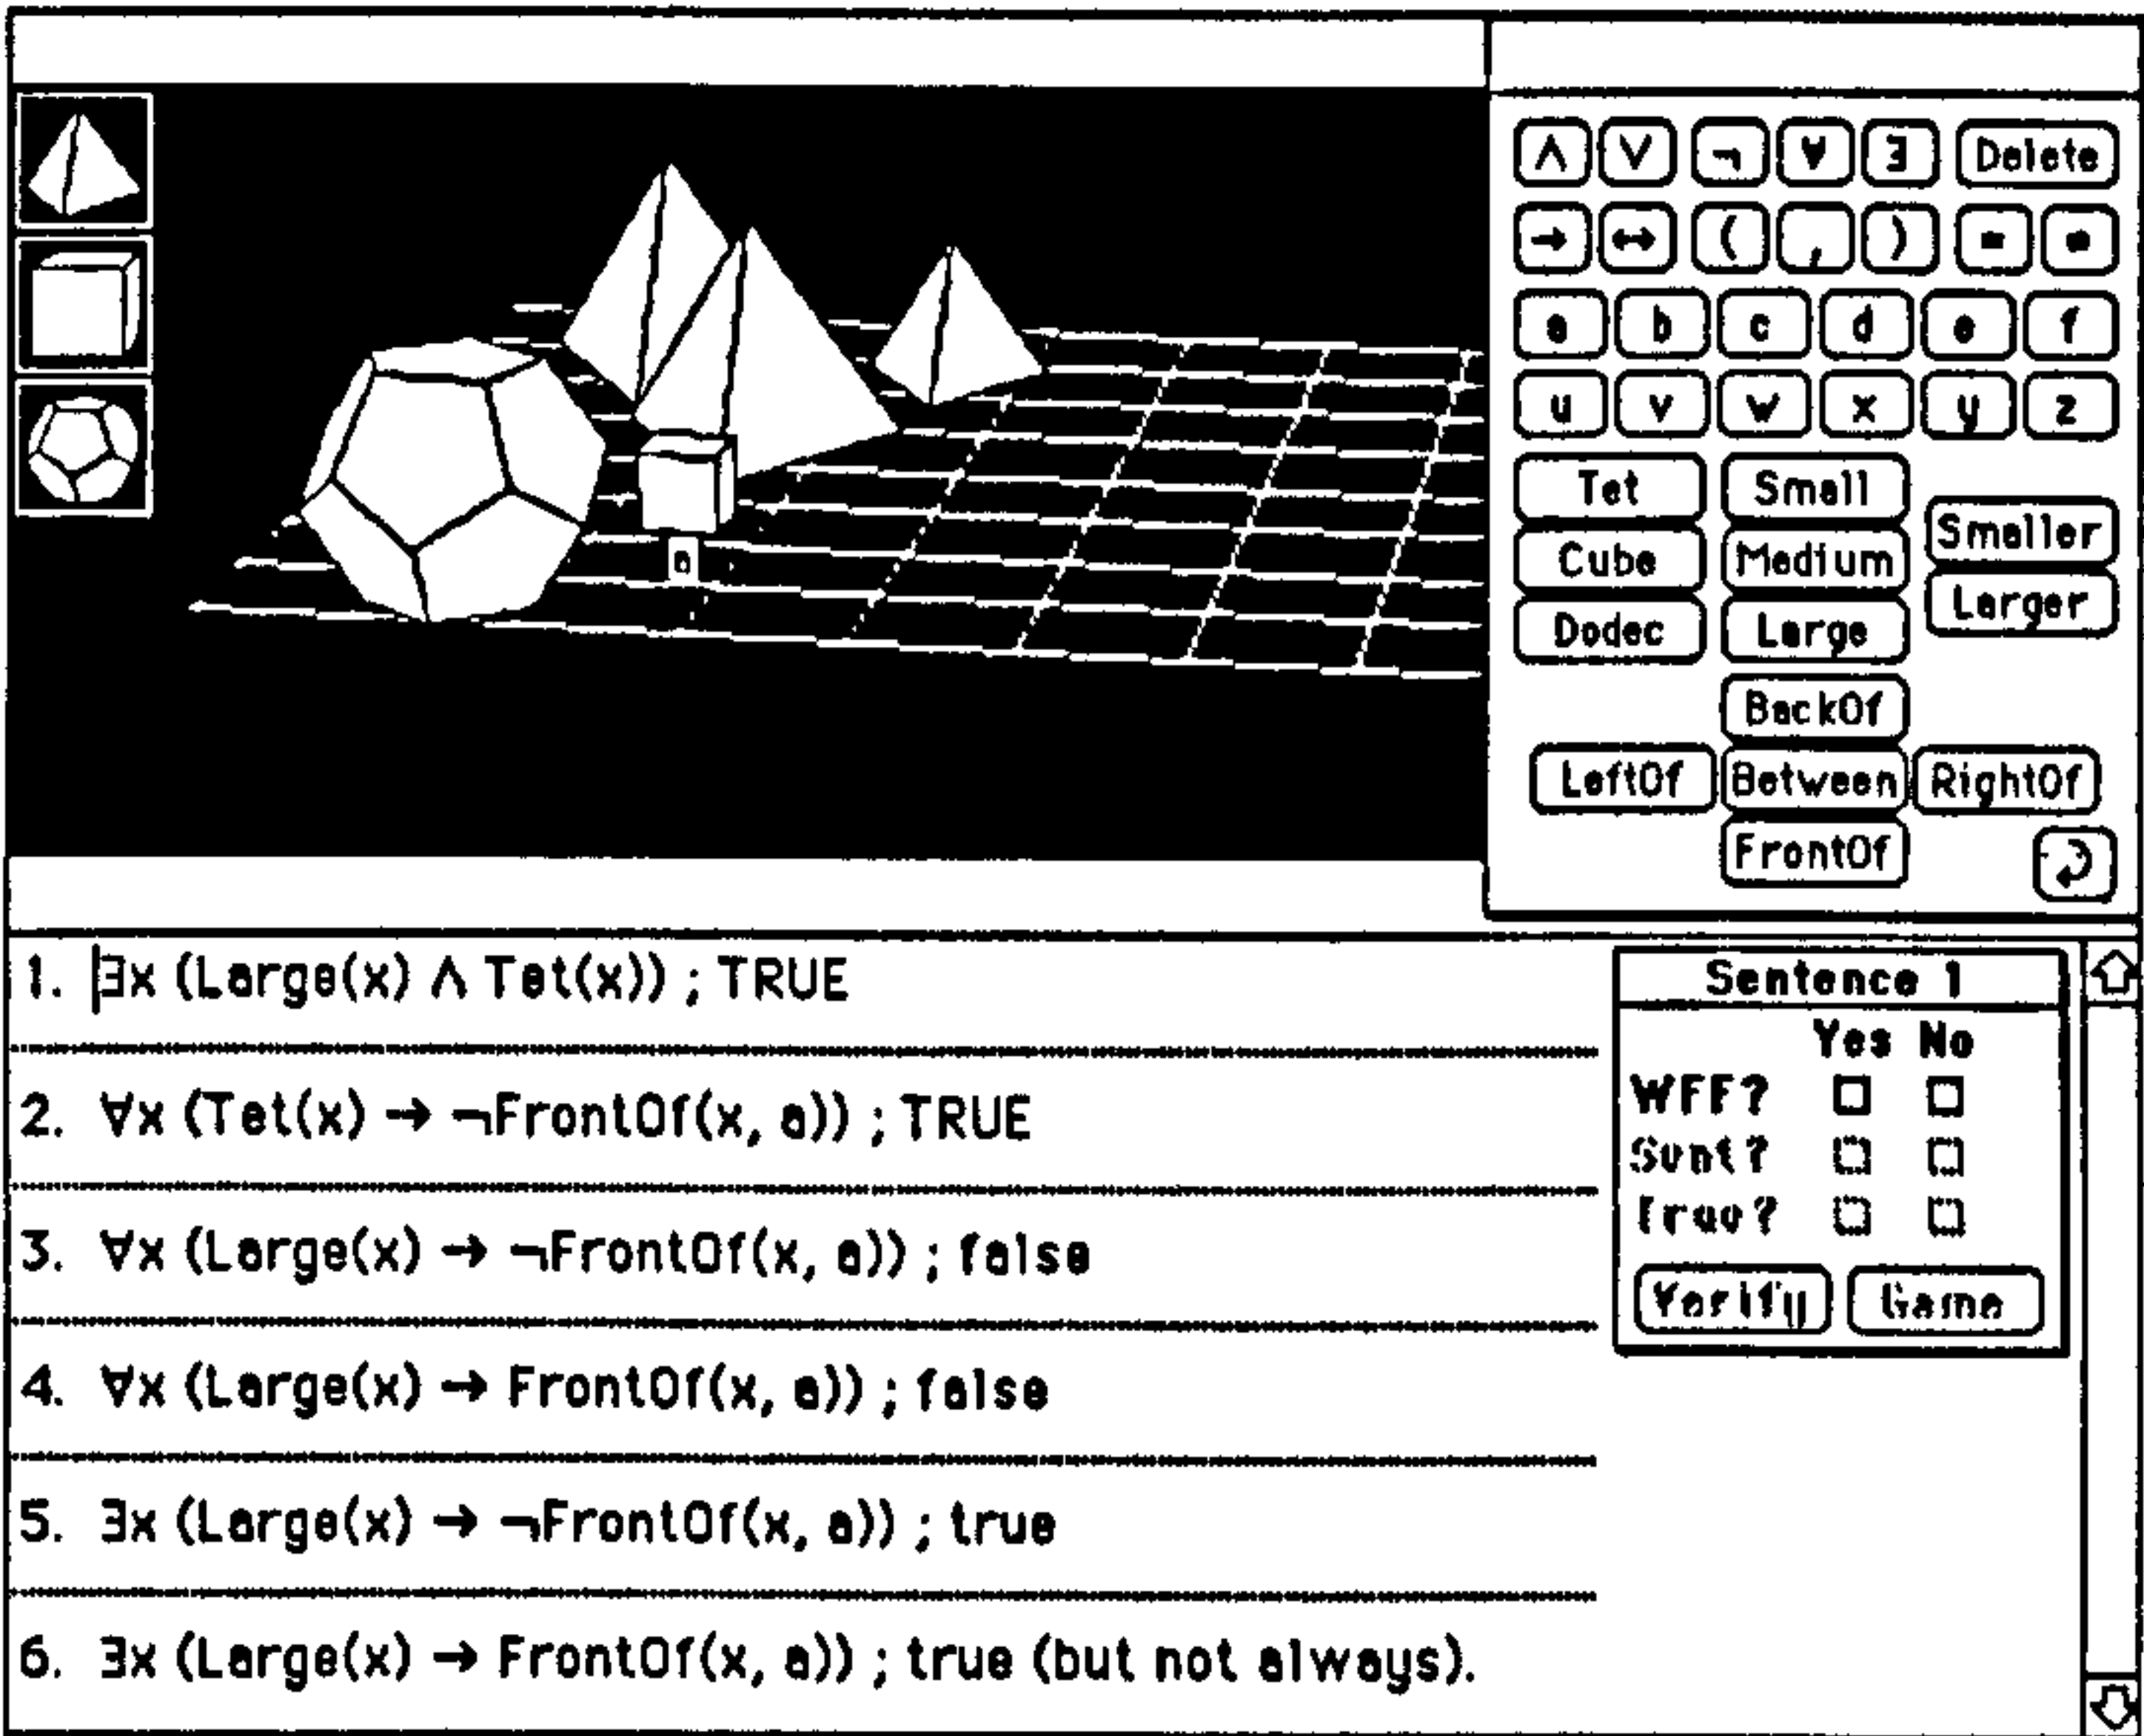 ∧ ∨ ¬ ∀ ∃ Delete
→ ↔ ( , )
a b c d e f
u v w x y z
Tet Small
Smaller
Cube Medium
Larger
Dodec Large
BackOf
LeftOf Between RightOf
FrontOf
a
1. ∃x (Large(x) ∧ Tet(x)) ; TRUE
2. ∀x (Tet(x) → ¬FrontOf(x, a)) ; TRUE
3. ∀x (Large(x) → ¬FrontOf(x, a)) ; false
4. ∀x (Large(x) → FrontOf(x, a)) ; false
5. ∃x (Large(x) → ¬FrontOf(x, a)) ; true
6. ∃x (Large(x) → FrontOf(x, a)) ; true (but not always).
Sentence 1
Yes No
WFF?
Sent?
True?
Verify Game